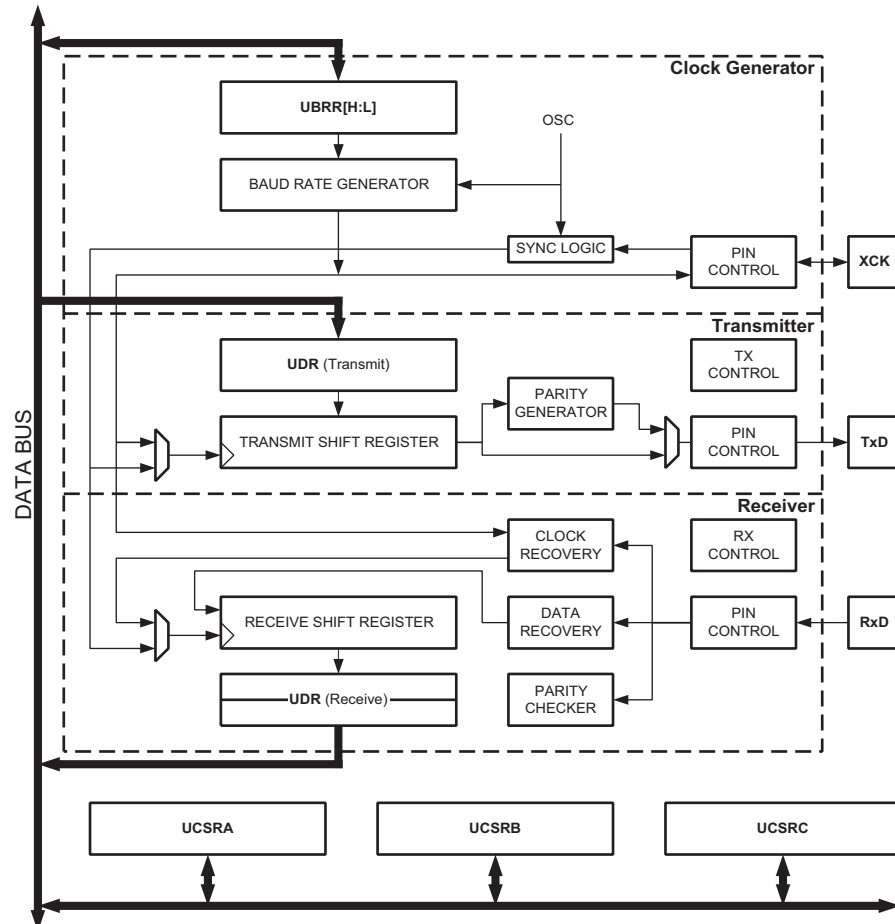 Clock Generator
UBRR[H:L]
OSC
BAUD RATE GENERATOR
SYNC LOGIC
PIN
CONTROL
XCK
Transmitter
UDR (Transmit)
TX
CONTROL
PARITY
GENERATOR
TRANSMIT SHIFT REGISTER
PIN
CONTROL
TxD
DATA BUS
Receiver
CLOCK
RECOVERY
RX
CONTROL
RECEIVE SHIFT REGISTER
DATA
RECOVERY
PIN
CONTROL
RxD
UDR (Receive)
PARITY
CHECKER
UCSRA
UCSRB
UCSRC